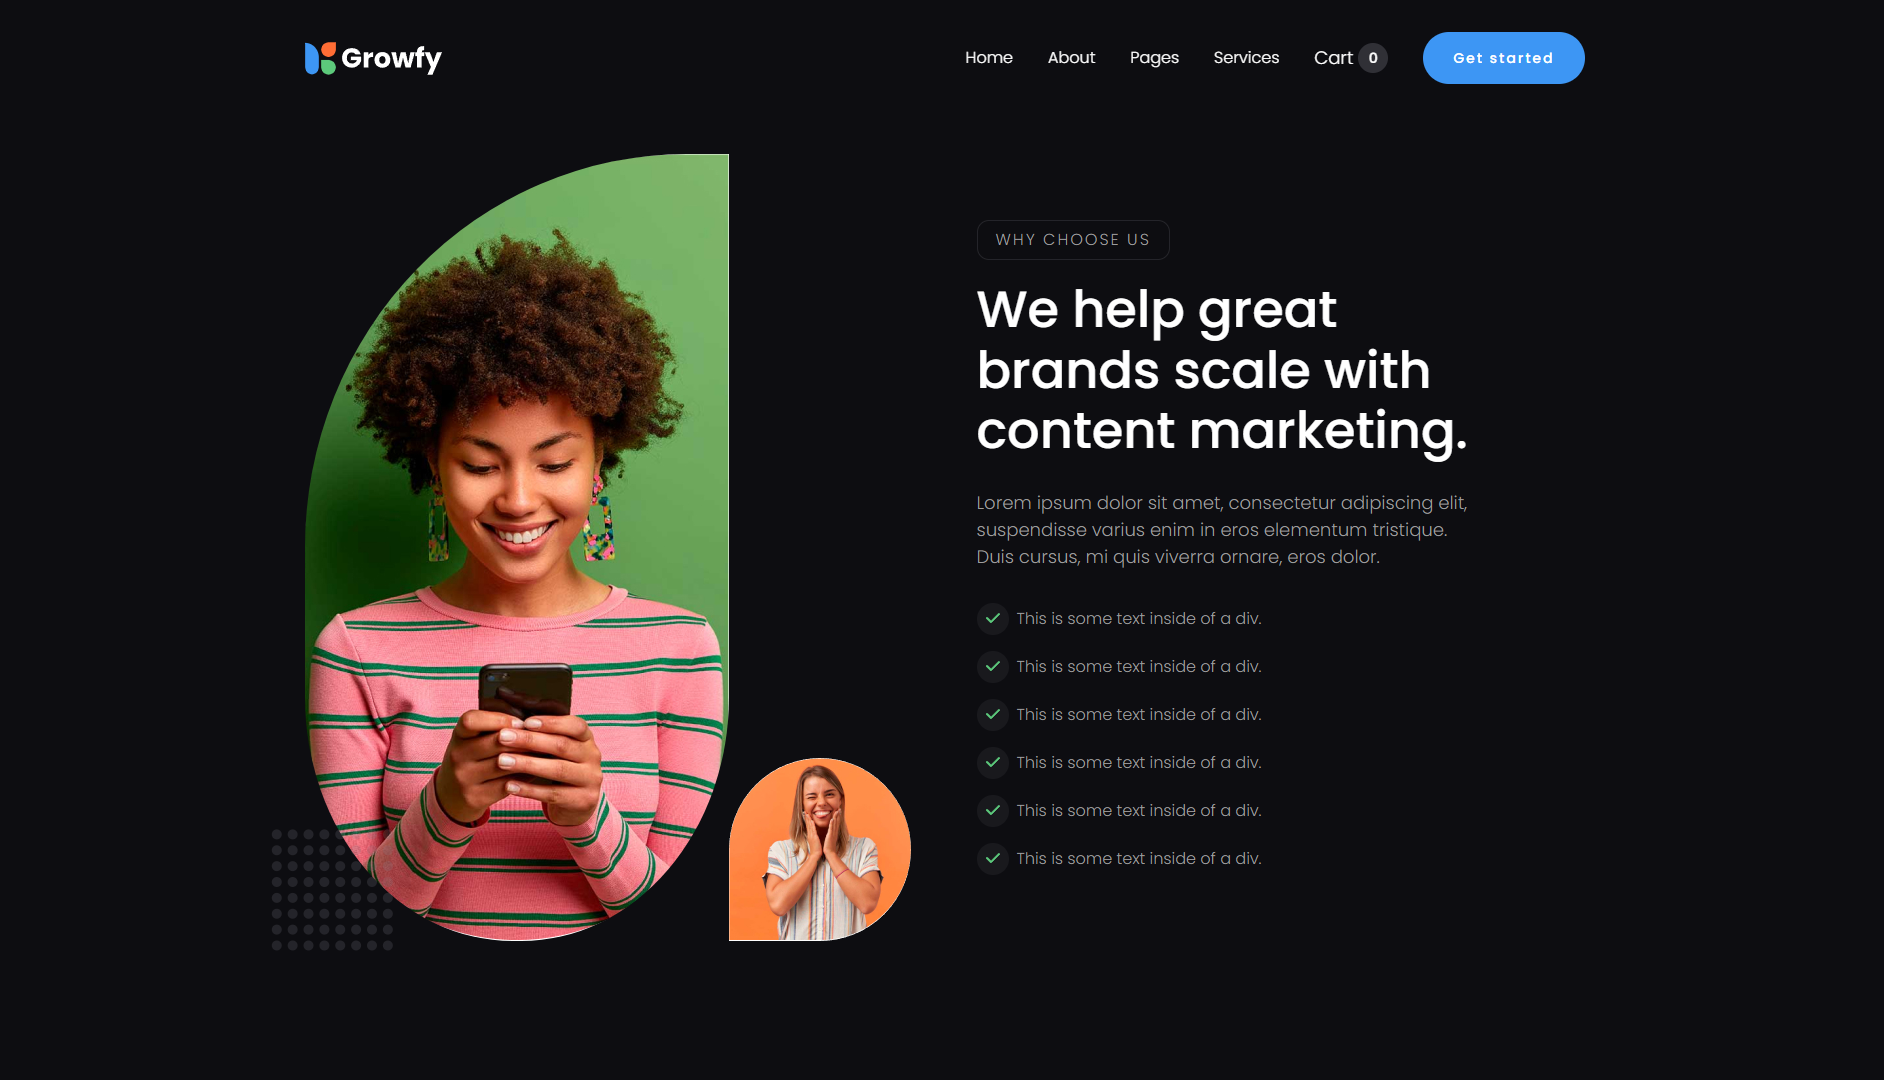 Growfy
Home About Pages Services Cart 0 Get started
WHY CHOOSE US
We help great
brands scale with
content marketing.
Lorem ipsum dolor sit amet, consectetur adipiscing elit,
suspendisse varius enim in eros elementum tristique.
Duis cursus, mi quis viverra ornare, eros dolor.
This is some text inside of a div.
This is some text inside of a div.
This is some text inside of a div.
This is some text inside of a div.
This is some text inside of a div.
This is some text inside of a div.